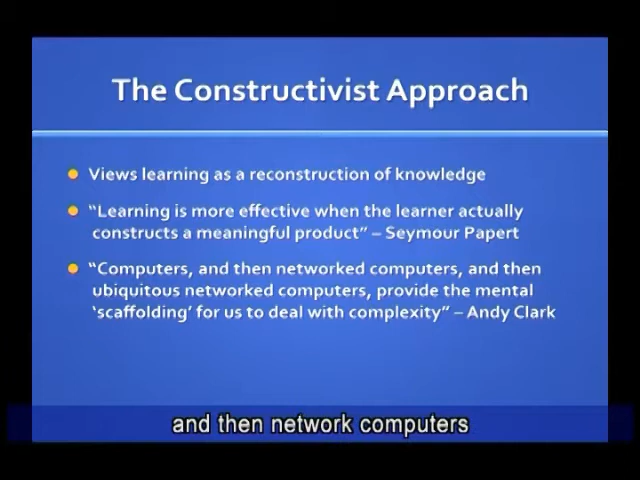 The Constructivist Approach
Views learning as a reconstruction of knowledge
“Learning is more effective when the learner actually
constructs a meaningful product” – Seymour Papert
“Computers, and then networked computers, and then
ubiquitous networked computers, provide the mental
‘scaffolding’ for us to deal with complexity” – Andy Clark
and then network computers